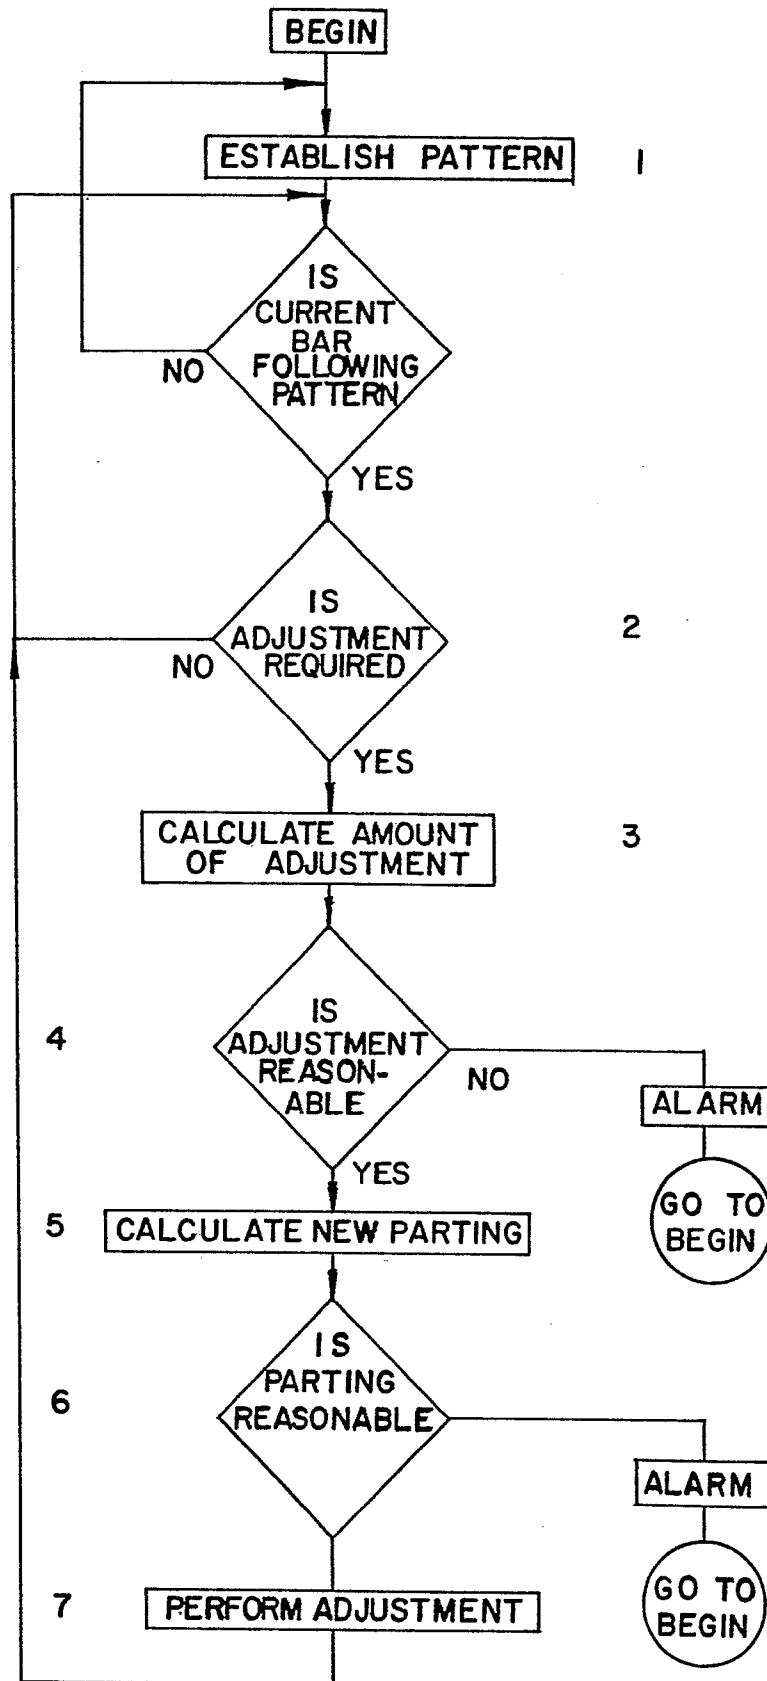 BEGIN
ESTABLISH PATTERN
1
IS
CURRENT
BAR
FOLLOWING
PATTERN
NO
YES
IS
ADJUSTMENT
REQUIRED
2
NO
YES
CALCULATE AMOUNT
OF ADJUSTMENT
3
4
IS
ADJUSTMENT
REASON-
ABLE
NO
ALARM
YES
GO TO
BEGIN
5
CALCULATE NEW PARTING
6
IS
PARTING
REASONABLE
ALARM
7
PERFORM ADJUSTMENT
GO TO
BEGIN